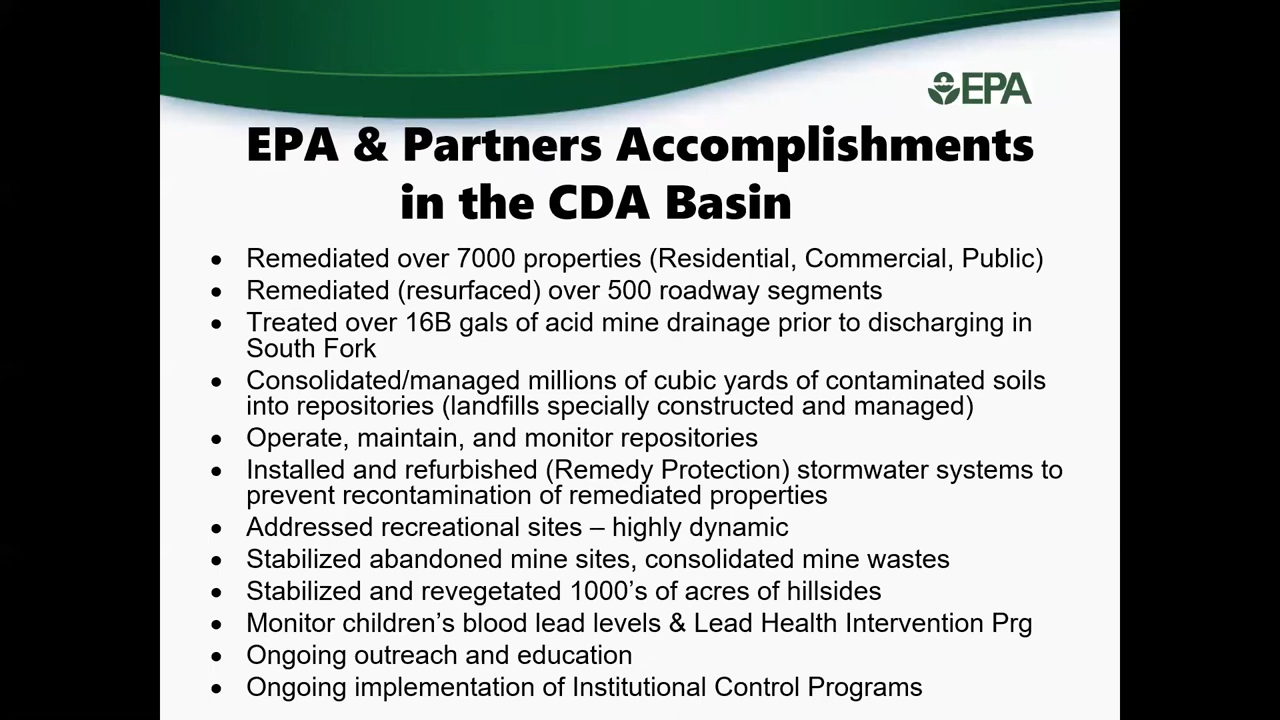 EPA
EPA & Partners Accomplishments
in the CDA Basin
• Remediated over 7000 properties (Residential, Commercial, Public)
• Remediated (resurfaced) over 500 roadway segments
• Treated over 16B gals of acid mine drainage prior to discharging in
South Fork
• Consolidated/managed millions of cubic yards of contaminated soils
into repositories (landfills specially constructed and managed)
• Operate, maintain, and monitor repositories
• Installed and refurbished (Remedy Protection) stormwater systems to
prevent recontamination of remediated properties
• Addressed recreational sites – highly dynamic
• Stabilized abandoned mine sites, consolidated mine wastes
• Stabilized and revegetated 1000’s of acres of hillsides
• Monitor children’s blood lead levels & Lead Health Intervention Prg
• Ongoing outreach and education
• Ongoing implementation of Institutional Control Programs